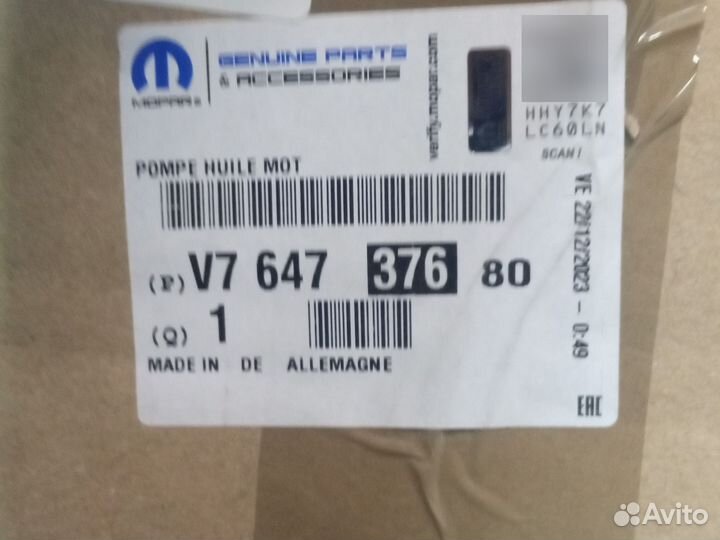 MOPAR
GENUINE PARTS
& ACCESSORIES
verify.mopar.com
HHY7K7
LC60LN
SCAN!
POMPE HUILE MOT
(P) V7 647 376 80
(Q) 1
MADE IN DE ALLEMAGNE
VE 22/12/2023 - 0:49
EAC
Avito